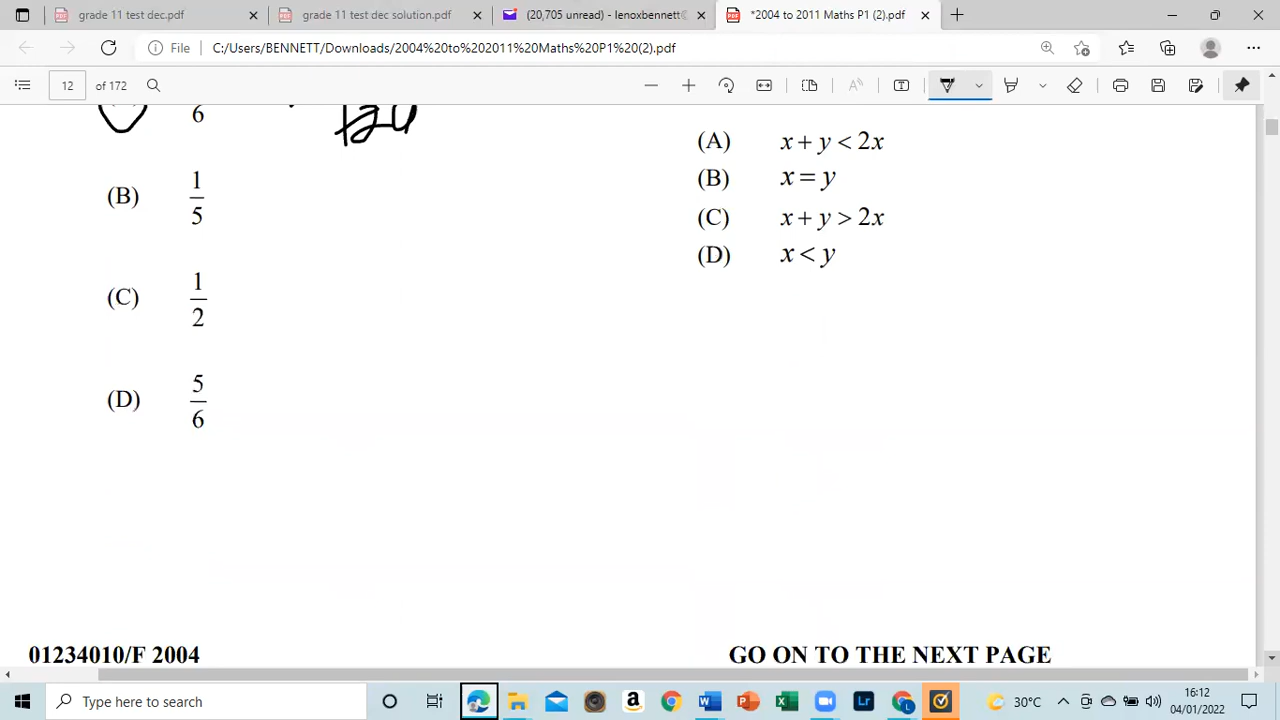 grade 11 test dec.pdf
grade 11 test dec solution.pdf
(20,705 unread) - lenoxbennett@
*2004 to 2011 Maths P1 (2).pdf
File
C:/Users/BENNETT/Downloads/2004%20to%202011%20Maths%20P1%20(2).pdf
12 of 172
6
120
(B) 1/5
(C) 1/2
(D) 5/6
(A) x + y < 2x
(B) x = y
(C) x + y > 2x
(D) x < y
01234010/F 2004
GO ON TO THE NEXT PAGE
Type here to search
30°C
16:12
04/01/2022